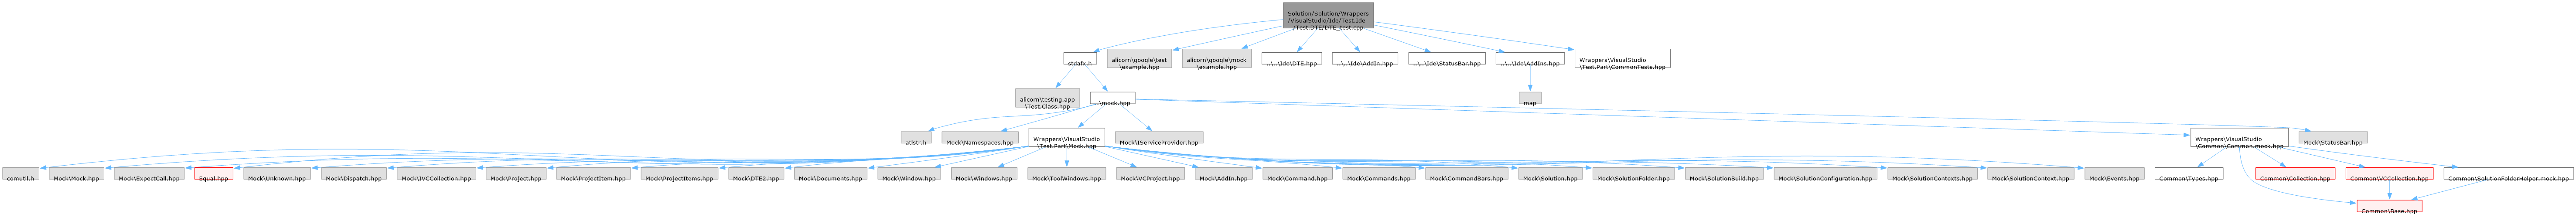 Solution/Solution/Wrappers
/VisualStudio/Ide/Test.Ide
/Test.DTE/DTE_test.cpp
stdafx.h
alicorn\google\test
\example.hpp
alicorn\google\mock
\example.hpp
..\..\Ide\DTE.hpp
..\..\Ide\AddIn.hpp
..\..\Ide\StatusBar.hpp
..\..\Ide\AddIns.hpp
Wrappers\VisualStudio
\Test.Part\CommonTests.hpp
alicorn\testing.app
\Test.Class.hpp
..\mock.hpp
map
atlstr.h
Mock\Namespaces.hpp
Wrappers\VisualStudio
\Test.Part\Mock.hpp
Mock\IServiceProvider.hpp
Wrappers\VisualStudio
\Common\Common.mock.hpp
Mock\StatusBar.hpp
comutil.h
Mock\Mock.hpp
Mock\ExpectCall.hpp
Equal.hpp
Mock\Unknown.hpp
Mock\Dispatch.hpp
Mock\IVCCollection.hpp
Mock\Project.hpp
Mock\ProjectItem.hpp
Mock\ProjectItems.hpp
Mock\DTE2.hpp
Mock\Documents.hpp
Mock\Window.hpp
Mock\Windows.hpp
Mock\ToolWindows.hpp
Mock\VCProject.hpp
Mock\AddIn.hpp
Mock\Command.hpp
Mock\Commands.hpp
Mock\CommandBars.hpp
Mock\Solution.hpp
Mock\SolutionFolder.hpp
Mock\SolutionBuild.hpp
Mock\SolutionConfiguration.hpp
Mock\SolutionContexts.hpp
Mock\SolutionContext.hpp
Mock\Events.hpp
Common\Types.hpp
Common\Collection.hpp
Common\VCCollection.hpp
Common\SolutionFolderHelper.mock.hpp
Common\Base.hpp